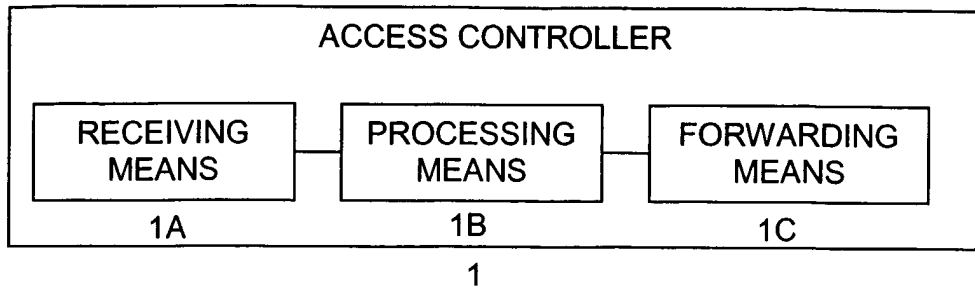 ACCESS CONTROLLER
RECEIVING
MEANS
PROCESSING
MEANS
FORWARDING
MEANS
1A
1B
1C
1